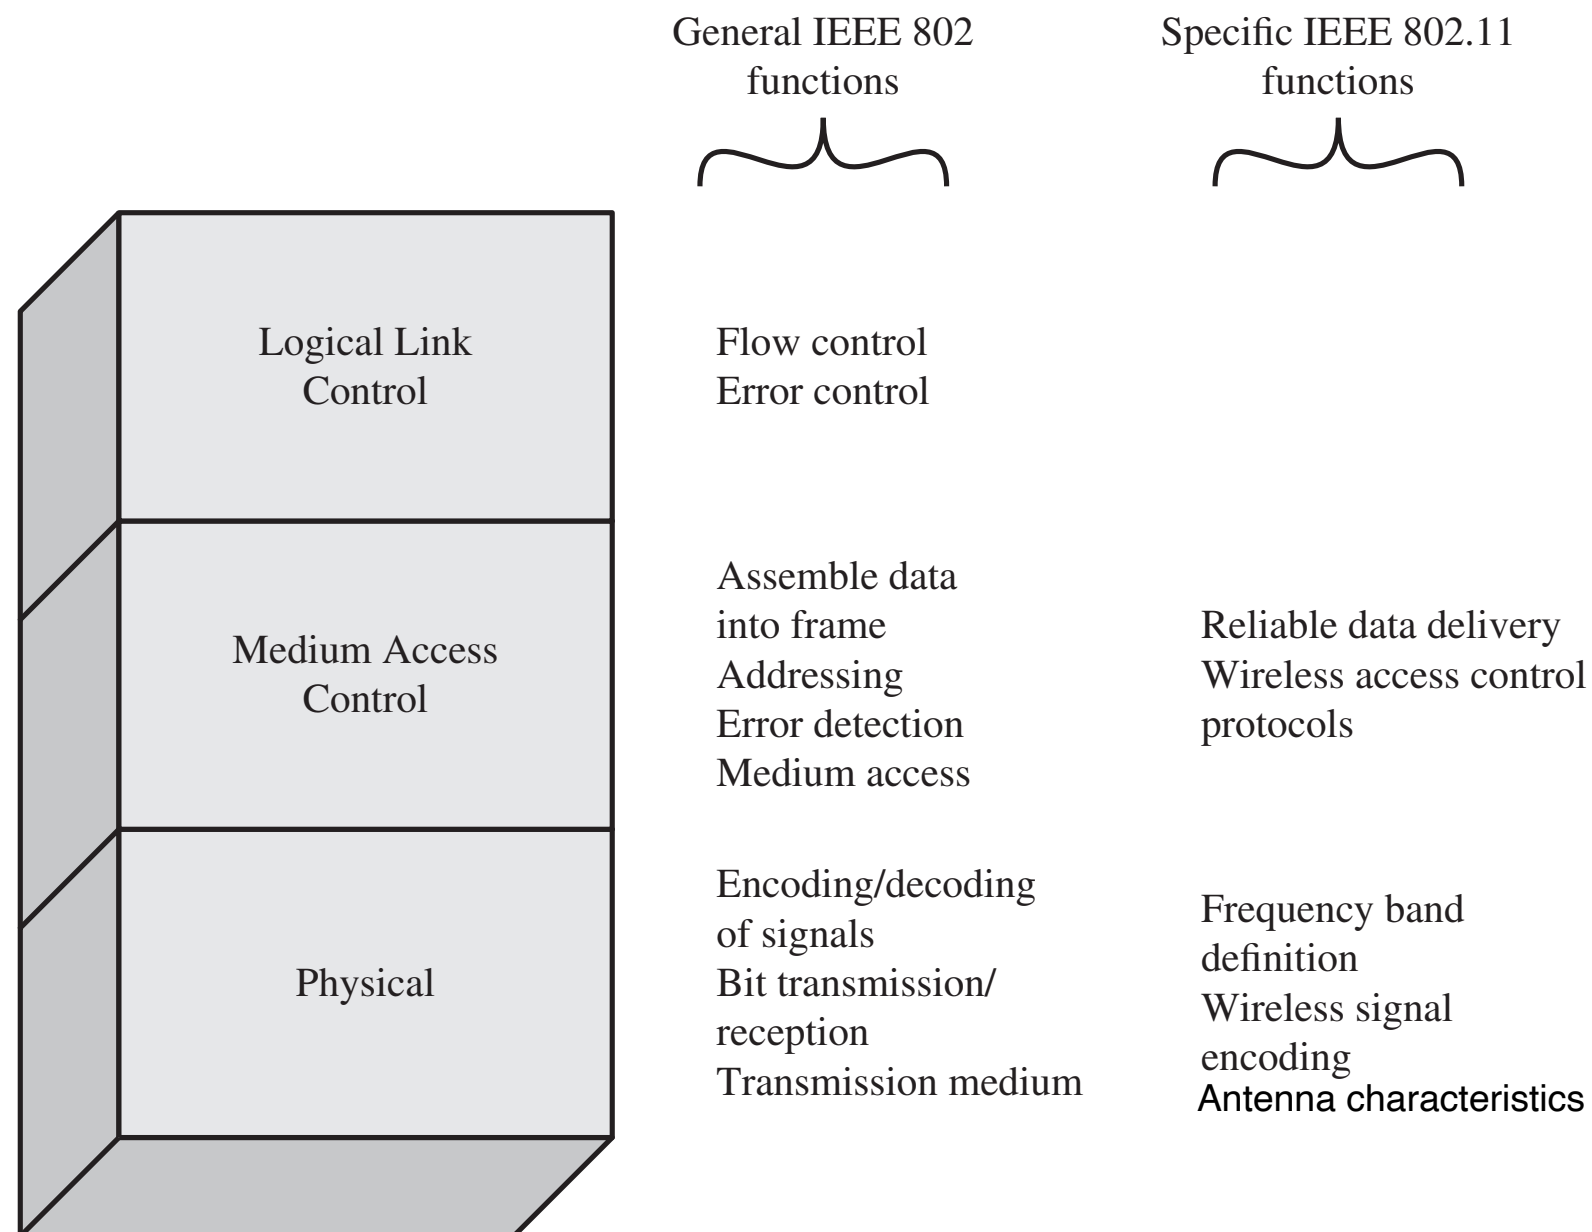 General IEEE 802
functions
Specific IEEE 802.11
functions
Logical Link
Control
Flow control
Error control
Medium Access
Control
Assemble data
into frame
Addressing
Error detection
Medium access
Reliable data delivery
Wireless access control
protocols
Physical
Encoding/decoding
of signals
Bit transmission/
reception
Transmission medium
Frequency band
definition
Wireless signal
encoding
Antenna characteristics